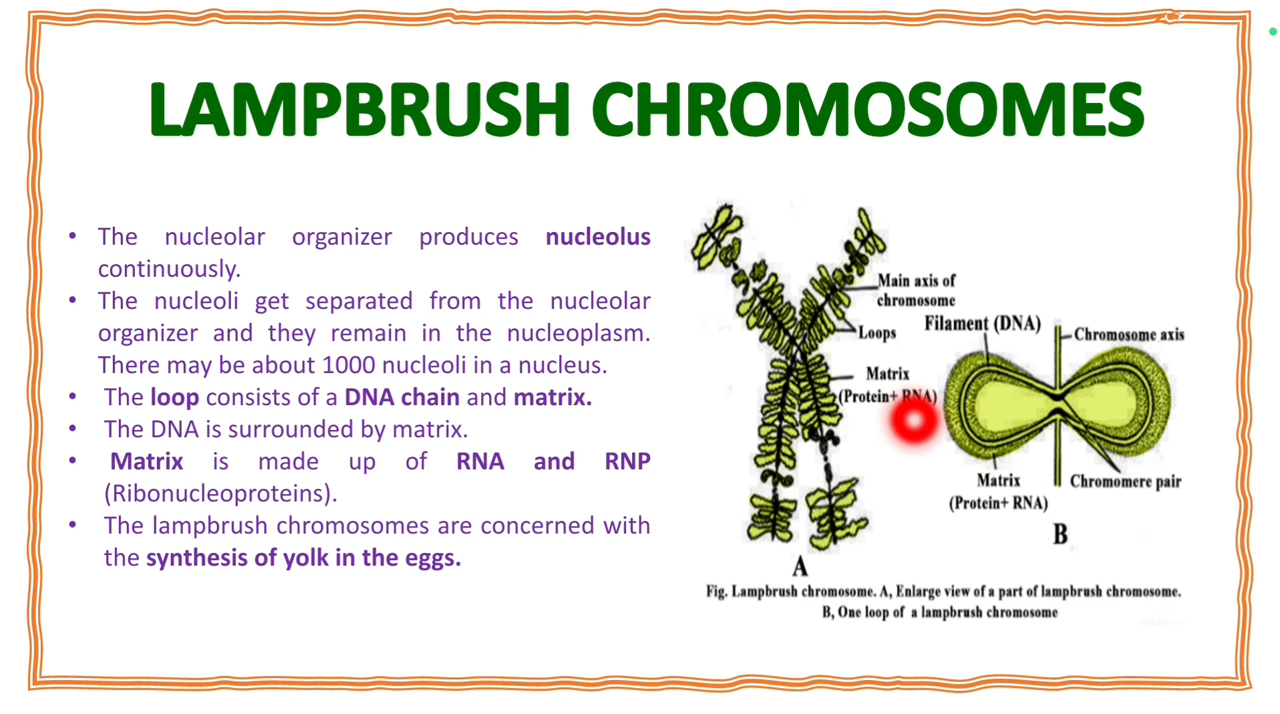 LAMPBRUSH CHROMOSOMES
• The nucleolar organizer produces nucleolus
continuously.
• The nucleoli get separated from the nucleolar
organizer and they remain in the nucleoplasm.
There may be about 1000 nucleoli in a nucleus.
• The loop consists of a DNA chain and matrix.
• The DNA is surrounded by matrix.
• Matrix is made up of RNA and RNP
(Ribonucleoproteins).
• The lampbrush chromosomes are concerned with
the synthesis of yolk in the eggs.
Main axis of
chromosome
Loops
Matrix
(Protein+ RNA)
A
Filament (DNA)
Chromosome axis
Matrix
(Protein+ RNA)
Chromomere pair
B
Fig. Lampbrush chromosome. A, Enlarge view of a part of lampbrush chromosome.
B, One loop of a lampbrush chromosome